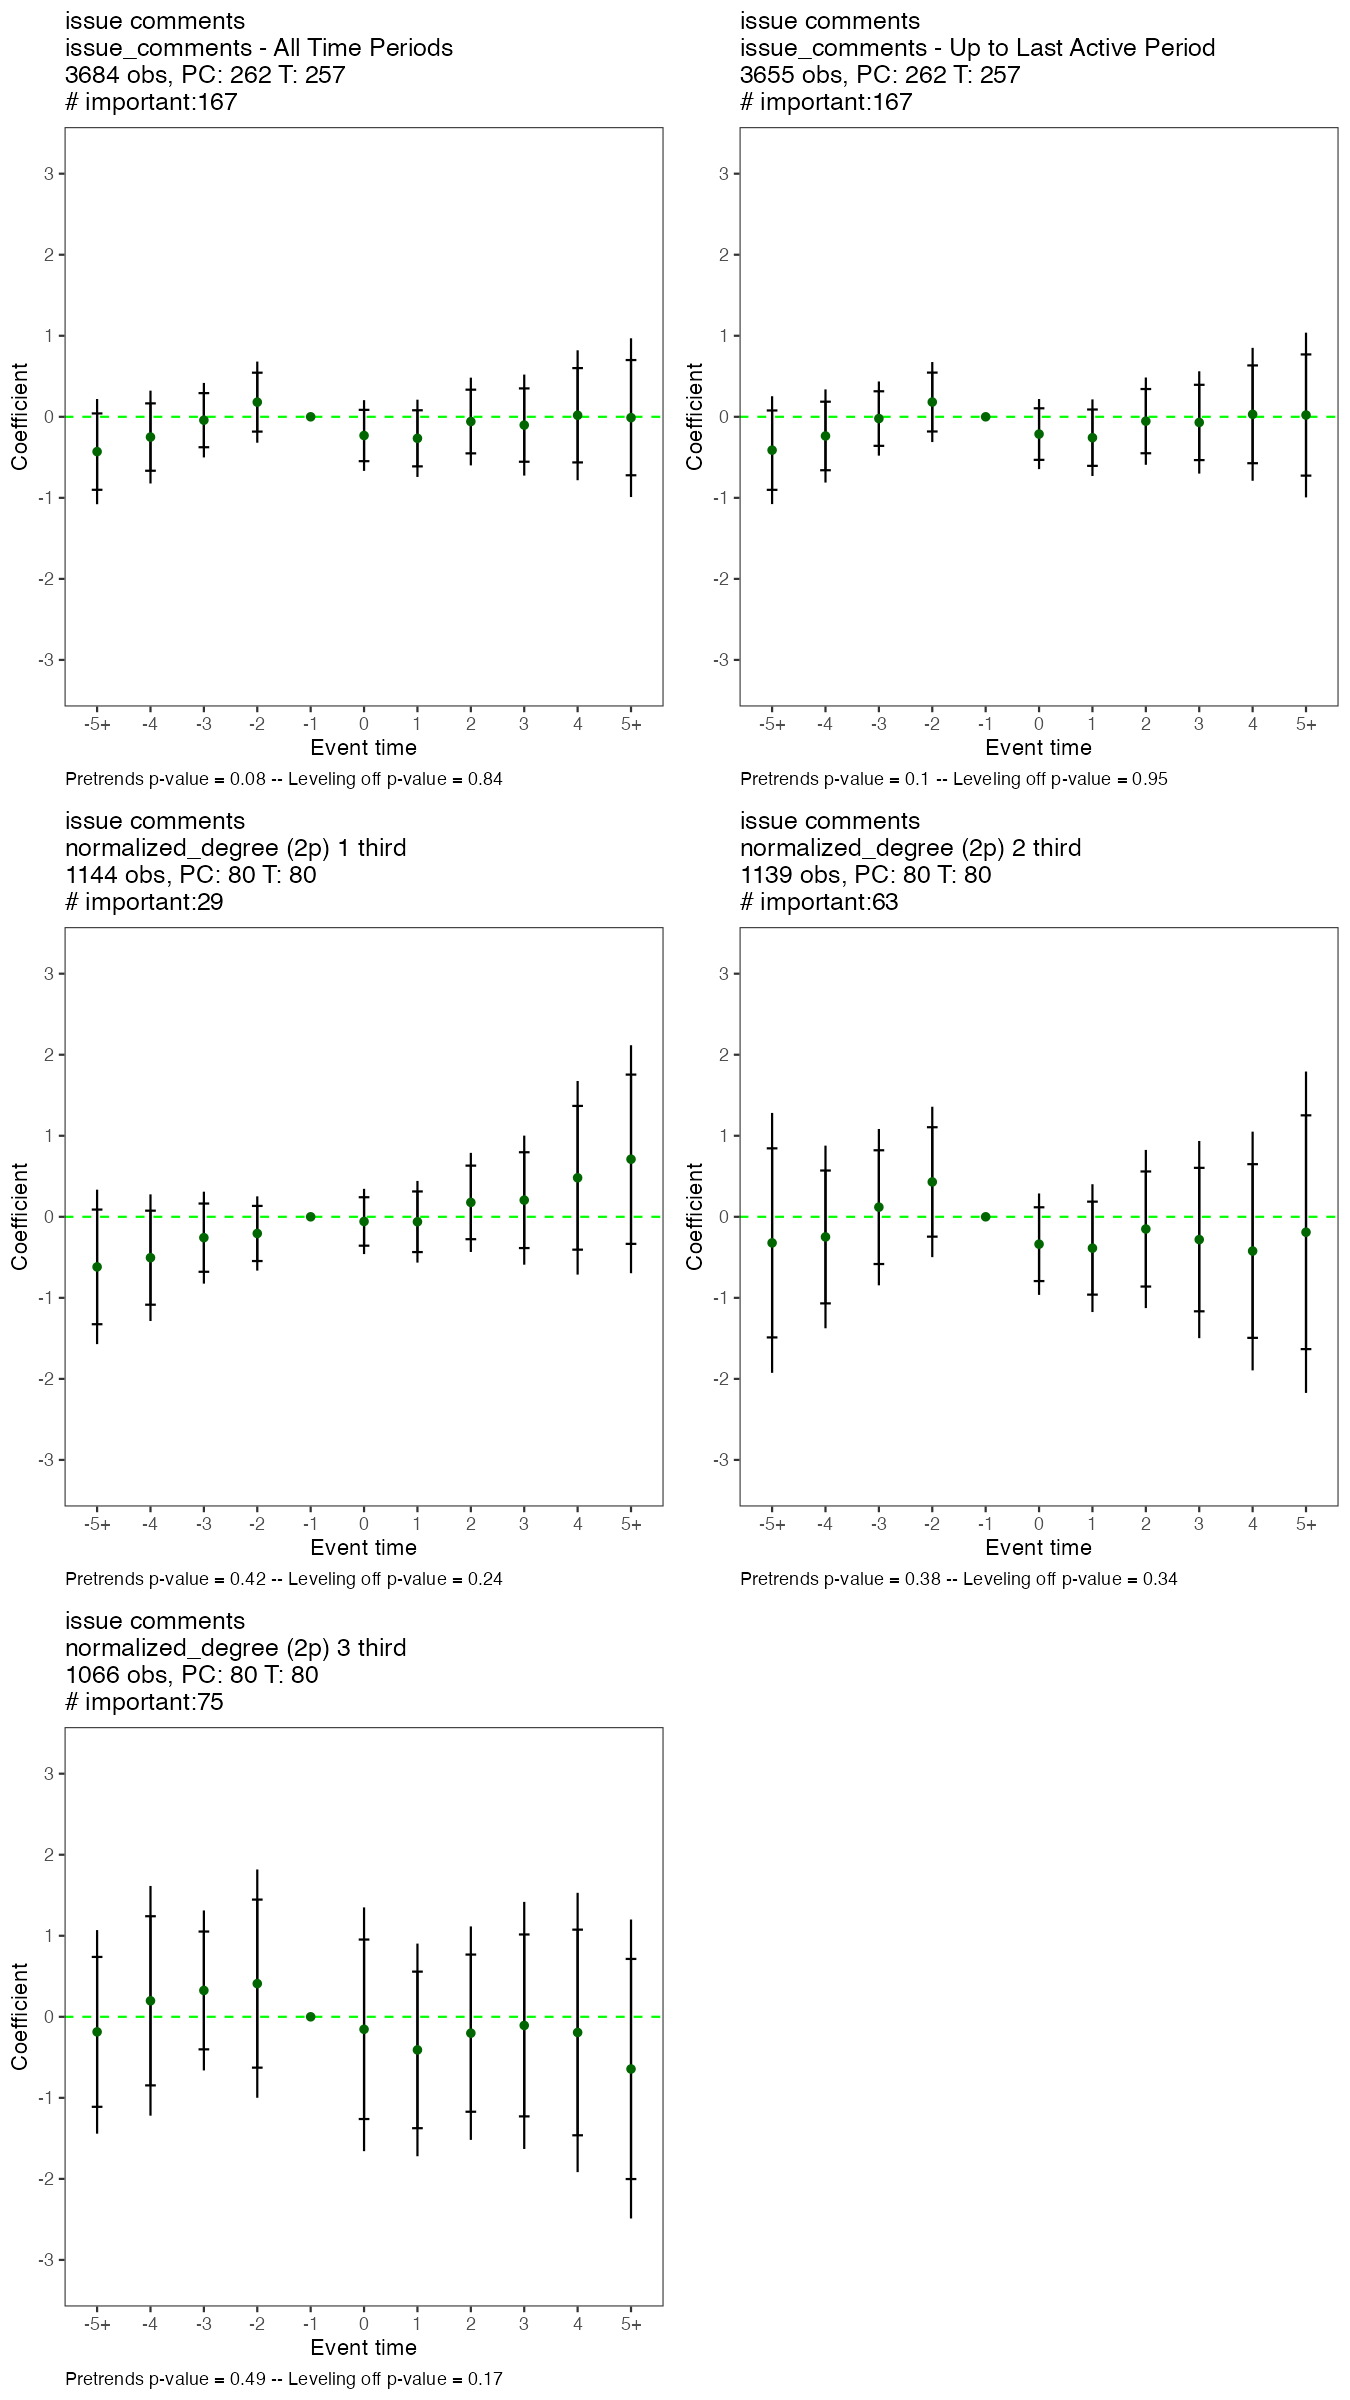 issue comments
issue_comments - All Time Periods
3684 obs, PC: 262 T: 257
# important:167
3
2
1
0
-1
-2
-3
Coefficient
-5+ -4 -3 -2 -1 0 1 2 3 4 5+
Event time
Pretrends p-value = 0.08 -- Leveling off p-value = 0.84
issue comments
issue_comments - Up to Last Active Period
3655 obs, PC: 262 T: 257
# important:167
3
2
1
0
-1
-2
-3
Coefficient
-5+ -4 -3 -2 -1 0 1 2 3 4 5+
Event time
Pretrends p-value = 0.1 -- Leveling off p-value = 0.95
issue comments
normalized_degree (2p) 1 third
1144 obs, PC: 80 T: 80
# important:29
3
2
1
0
-1
-2
-3
Coefficient
-5+ -4 -3 -2 -1 0 1 2 3 4 5+
Event time
Pretrends p-value = 0.42 -- Leveling off p-value = 0.24
issue comments
normalized_degree (2p) 2 third
1139 obs, PC: 80 T: 80
# important:63
3
2
1
0
-1
-2
-3
Coefficient
-5+ -4 -3 -2 -1 0 1 2 3 4 5+
Event time
Pretrends p-value = 0.38 -- Leveling off p-value = 0.34
issue comments
normalized_degree (2p) 3 third
1066 obs, PC: 80 T: 80
# important:75
3
2
1
0
-1
-2
-3
Coefficient
-5+ -4 -3 -2 -1 0 1 2 3 4 5+
Event time
Pretrends p-value = 0.49 -- Leveling off p-value = 0.17